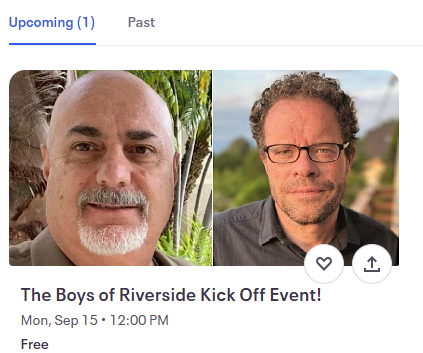 Upcoming (1) Past
The Boys of Riverside Kick Off Event!
Mon, Sep 15 • 12:00 PM
Free